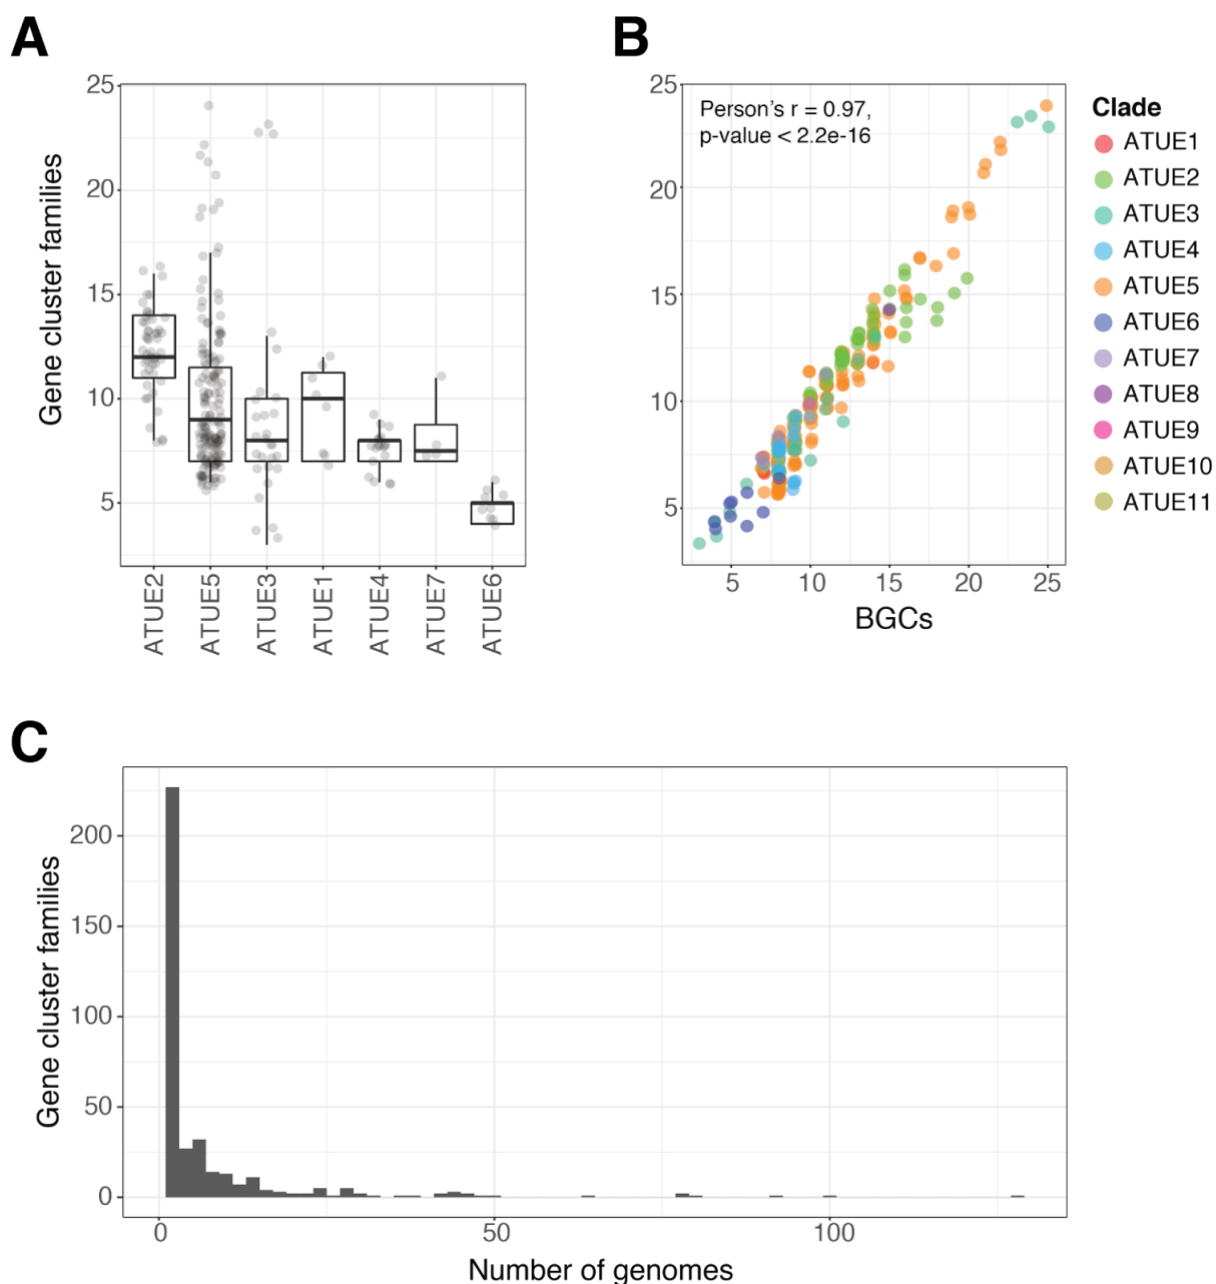 A
B
25
20
15
10
5
Gene cluster families
ATUE2
ATUE5
ATUE3
ATUE1
ATUE4
ATUE7
ATUE6
Person's r = 0.97,
p-value < 2.2e-16
25
20
15
10
5
5
10
15
20
25
BGCs
Clade
ATUE1
ATUE2
ATUE3
ATUE4
ATUE5
ATUE6
ATUE7
ATUE8
ATUE9
ATUE10
ATUE11
C
Gene cluster families
200
150
100
50
0
0
50
100
Number of genomes